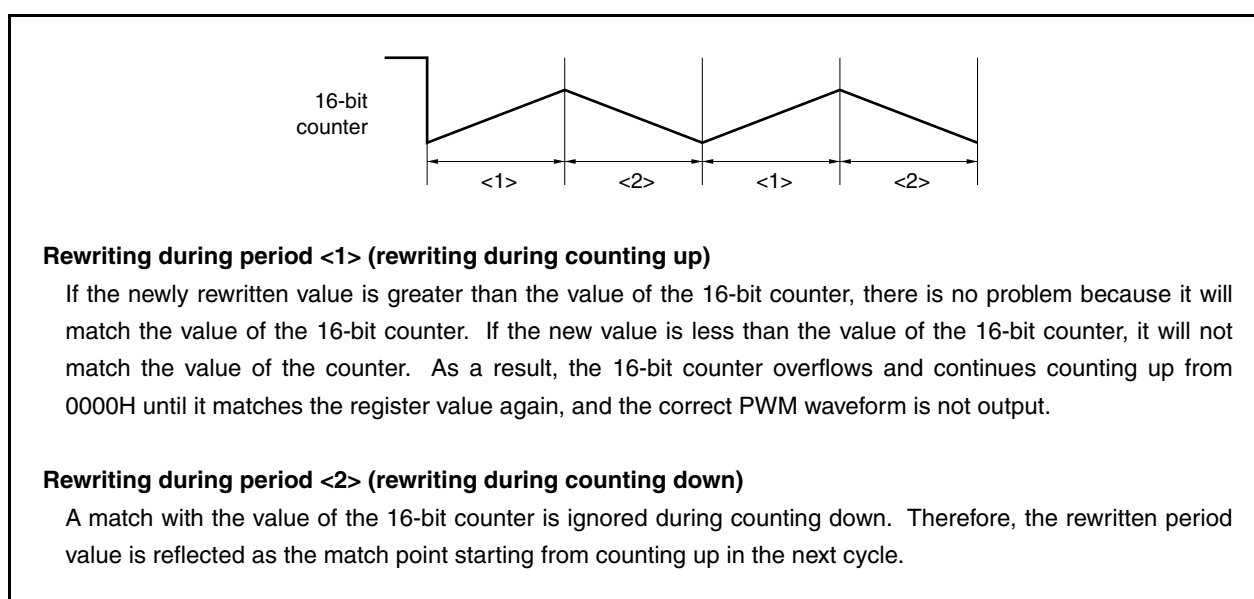 16-bit
counter
<1>
<2>
<1>
<2>
Rewriting during period <1> (rewriting during counting up)
If the newly rewritten value is greater than the value of the 16-bit counter, there is no problem because it will
match the value of the 16-bit counter. If the new value is less than the value of the 16-bit counter, it will not
match the value of the counter. As a result, the 16-bit counter overflows and continues counting up from
0000H until it matches the register value again, and the correct PWM waveform is not output.
Rewriting during period <2> (rewriting during counting down)
A match with the value of the 16-bit counter is ignored during counting down. Therefore, the rewritten period
value is reflected as the match point starting from counting up in the next cycle.